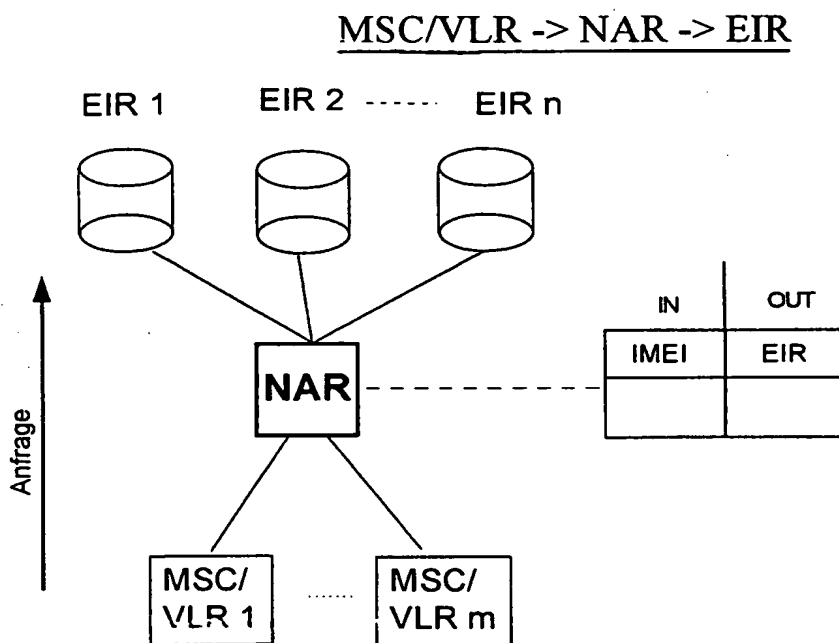 MSC/VLR -> NAR -> EIR
EIR 1 EIR 2 EIR n
IN OUT
IMEI EIR
NAR
Anfrage
MSC/ MSC/
VLR 1 VLR m